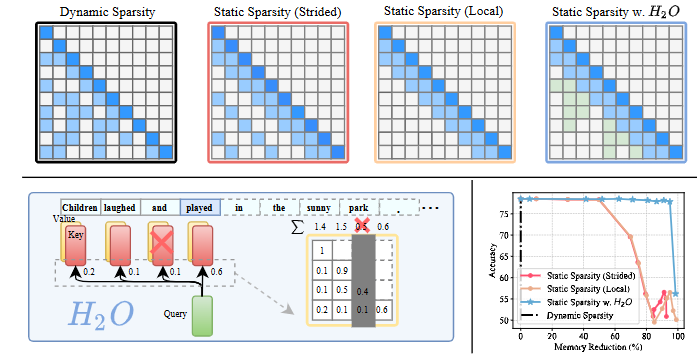 Dynamic Sparsity
Static Sparsity (Strided)
Static Sparsity (Local)
Static Sparsity w. H₂O
Children laughed and played in the sunny park . ...
Value
Key
0.2 0.1 0.1 0.6
Query
H₂O
∑ 1.4 1.5 0.5 0.6
1
0.1 0.9
0.1 0.5 0.4
0.2 0.1 0.1 0.6
Accuracy
75
70
65
60
55
50
Static Sparsity (Strided)
Static Sparsity (Local)
Static Sparsity w. H₂O
Dynamic Sparsity
0 20 40 60 80 100
Memory Reduction (%)